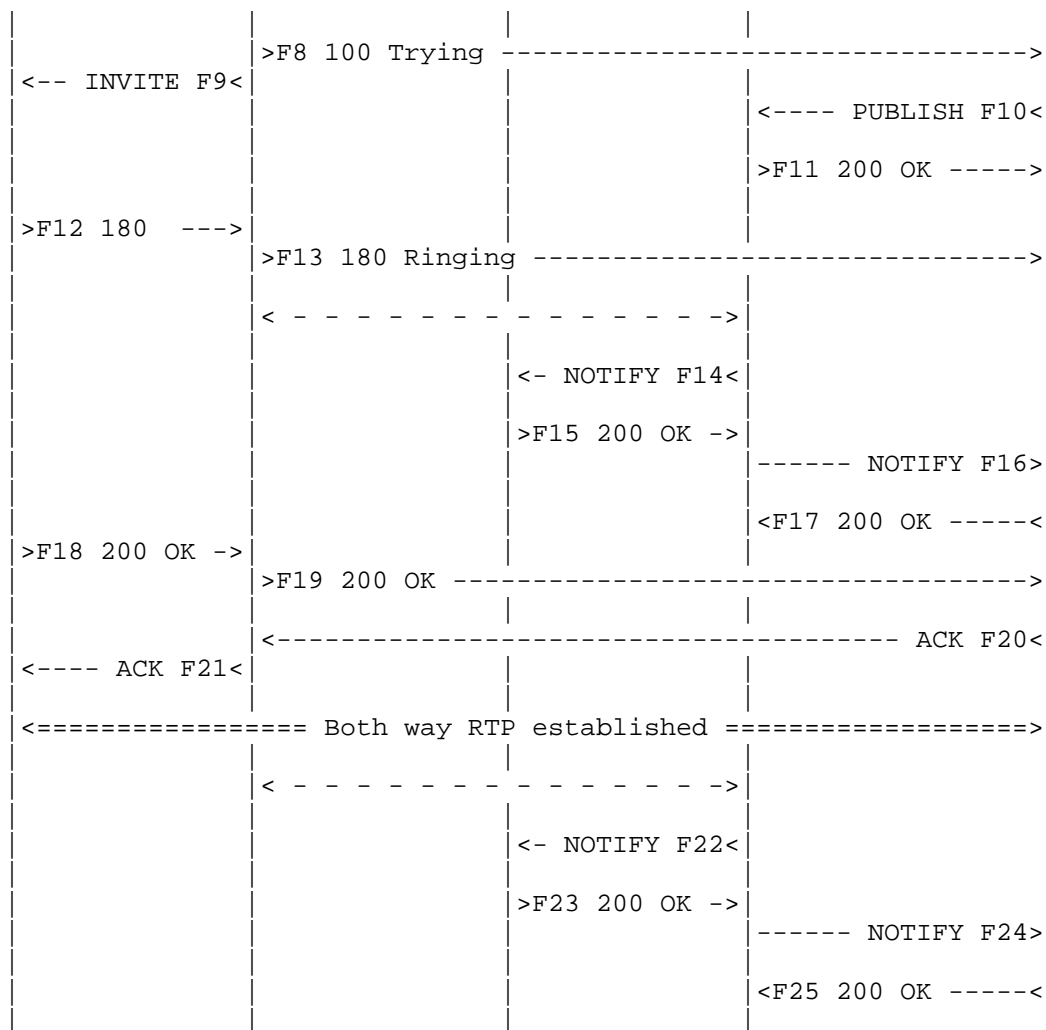 >F8 100 Trying --------------------------------->
<-- INVITE F9<
<---- PUBLISH F10<
>F11 200 OK ----->
>F12 180  --->
>F13 180 Ringing ------------------------------->
< - - - - - - - - - - - - - - ->
<- NOTIFY F14<
>F15 200 OK ->
------ NOTIFY F16>
<F17 200 OK -----<
>F18 200 OK ->
>F19 200 OK ------------------------------------>
<--------------------------------------- ACK F20<
<---- ACK F21<
<================= Both way RTP established ===================>
< - - - - - - - - - - - - - - ->
<- NOTIFY F22<
>F23 200 OK ->
------ NOTIFY F24>
<F25 200 OK -----<